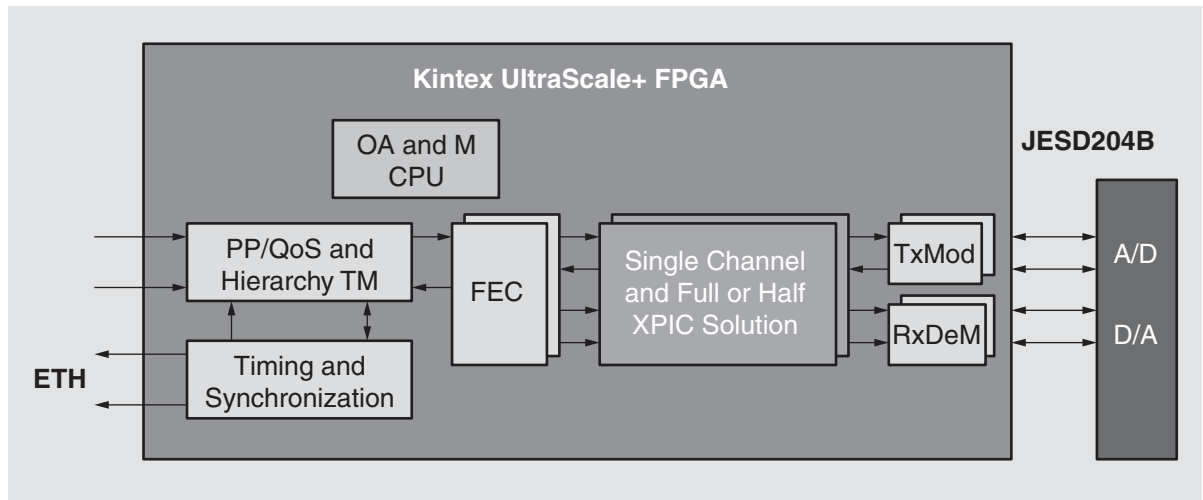 Kintex UltraScale+ FPGA
OA and M
CPU
JESD204B
PP/QoS and
Hierarchy TM
FEC
Single Channel
and Full or Half
XPIC Solution
TxMod
RxDeM
A/D
D/A
ETH
Timing and
Synchronization